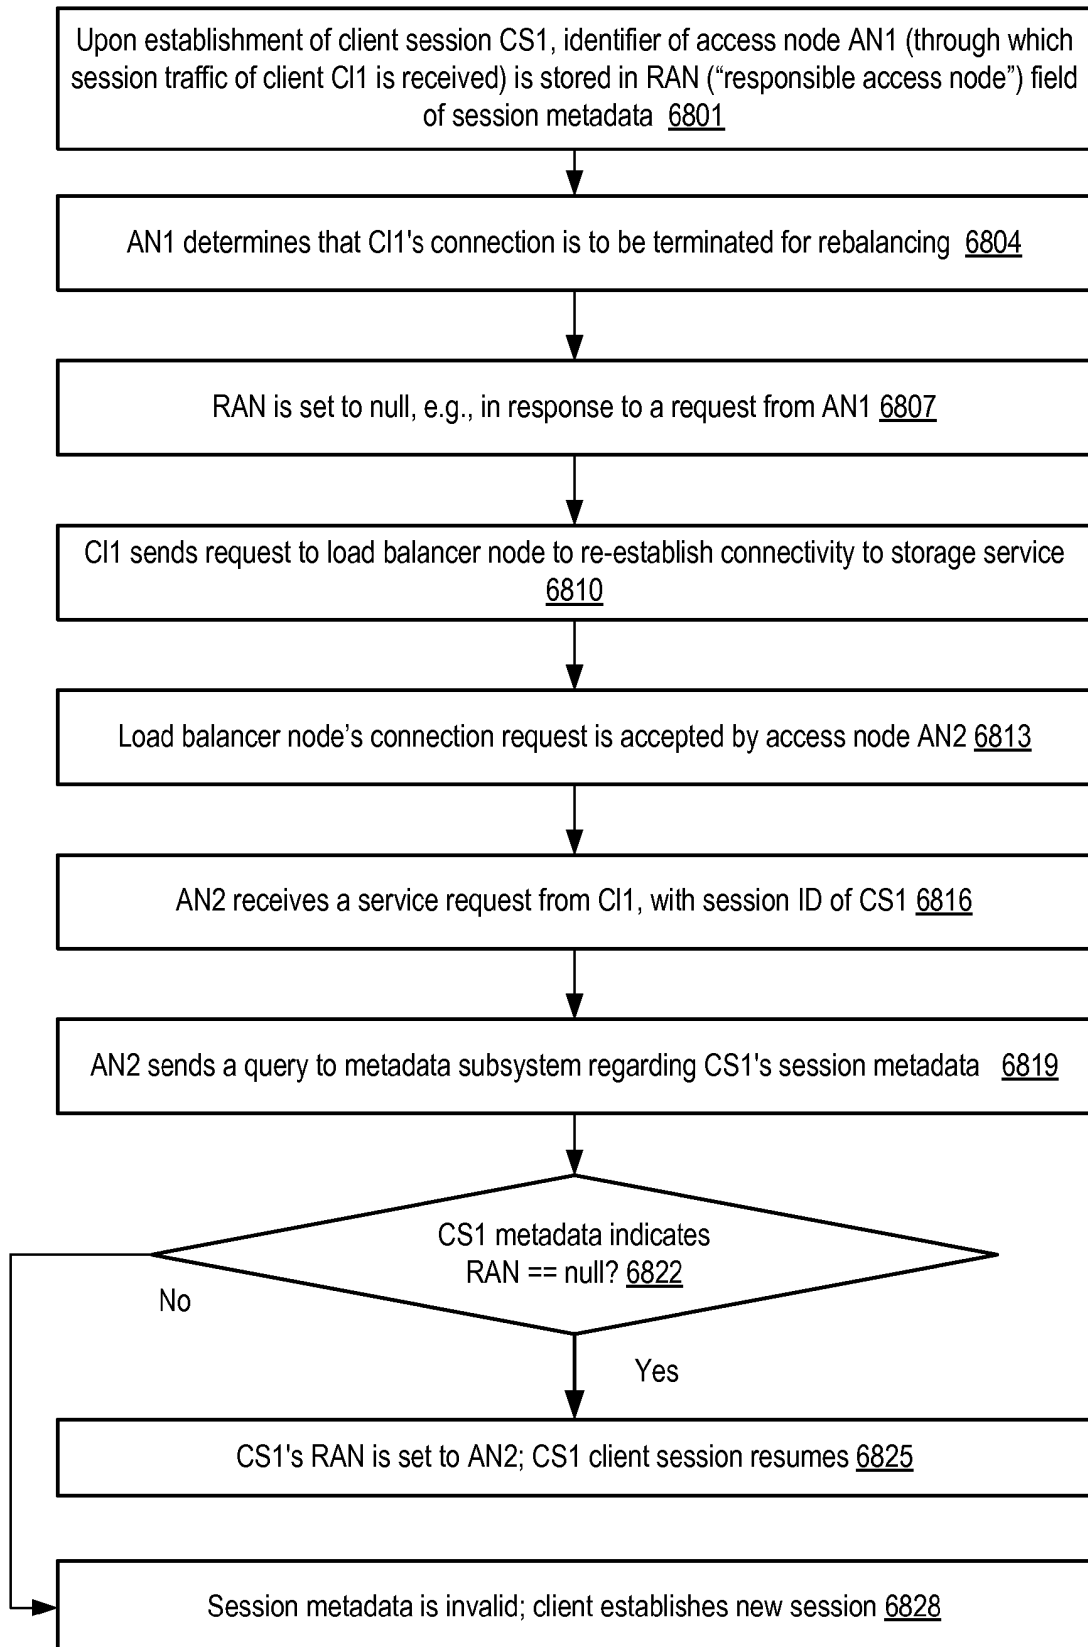 Upon establishment of client session CS1, identifier of access node AN1 (through which
session traffic of client Cl1 is received) is stored in RAN (“responsible access node”) field
of session metadata 6801
AN1 determines that Cl1's connection is to be terminated for rebalancing 6804
RAN is set to null, e.g., in response to a request from AN1 6807
Cl1 sends request to load balancer node to re-establish connectivity to storage service
6810
Load balancer node’s connection request is accepted by access node AN2 6813
AN2 receives a service request from Cl1, with session ID of CS1 6816
AN2 sends a query to metadata subsystem regarding CS1's session metadata 6819
CS1 metadata indicates
RAN == null? 6822
No
Yes
CS1's RAN is set to AN2; CS1 client session resumes 6825
Session metadata is invalid; client establishes new session 6828